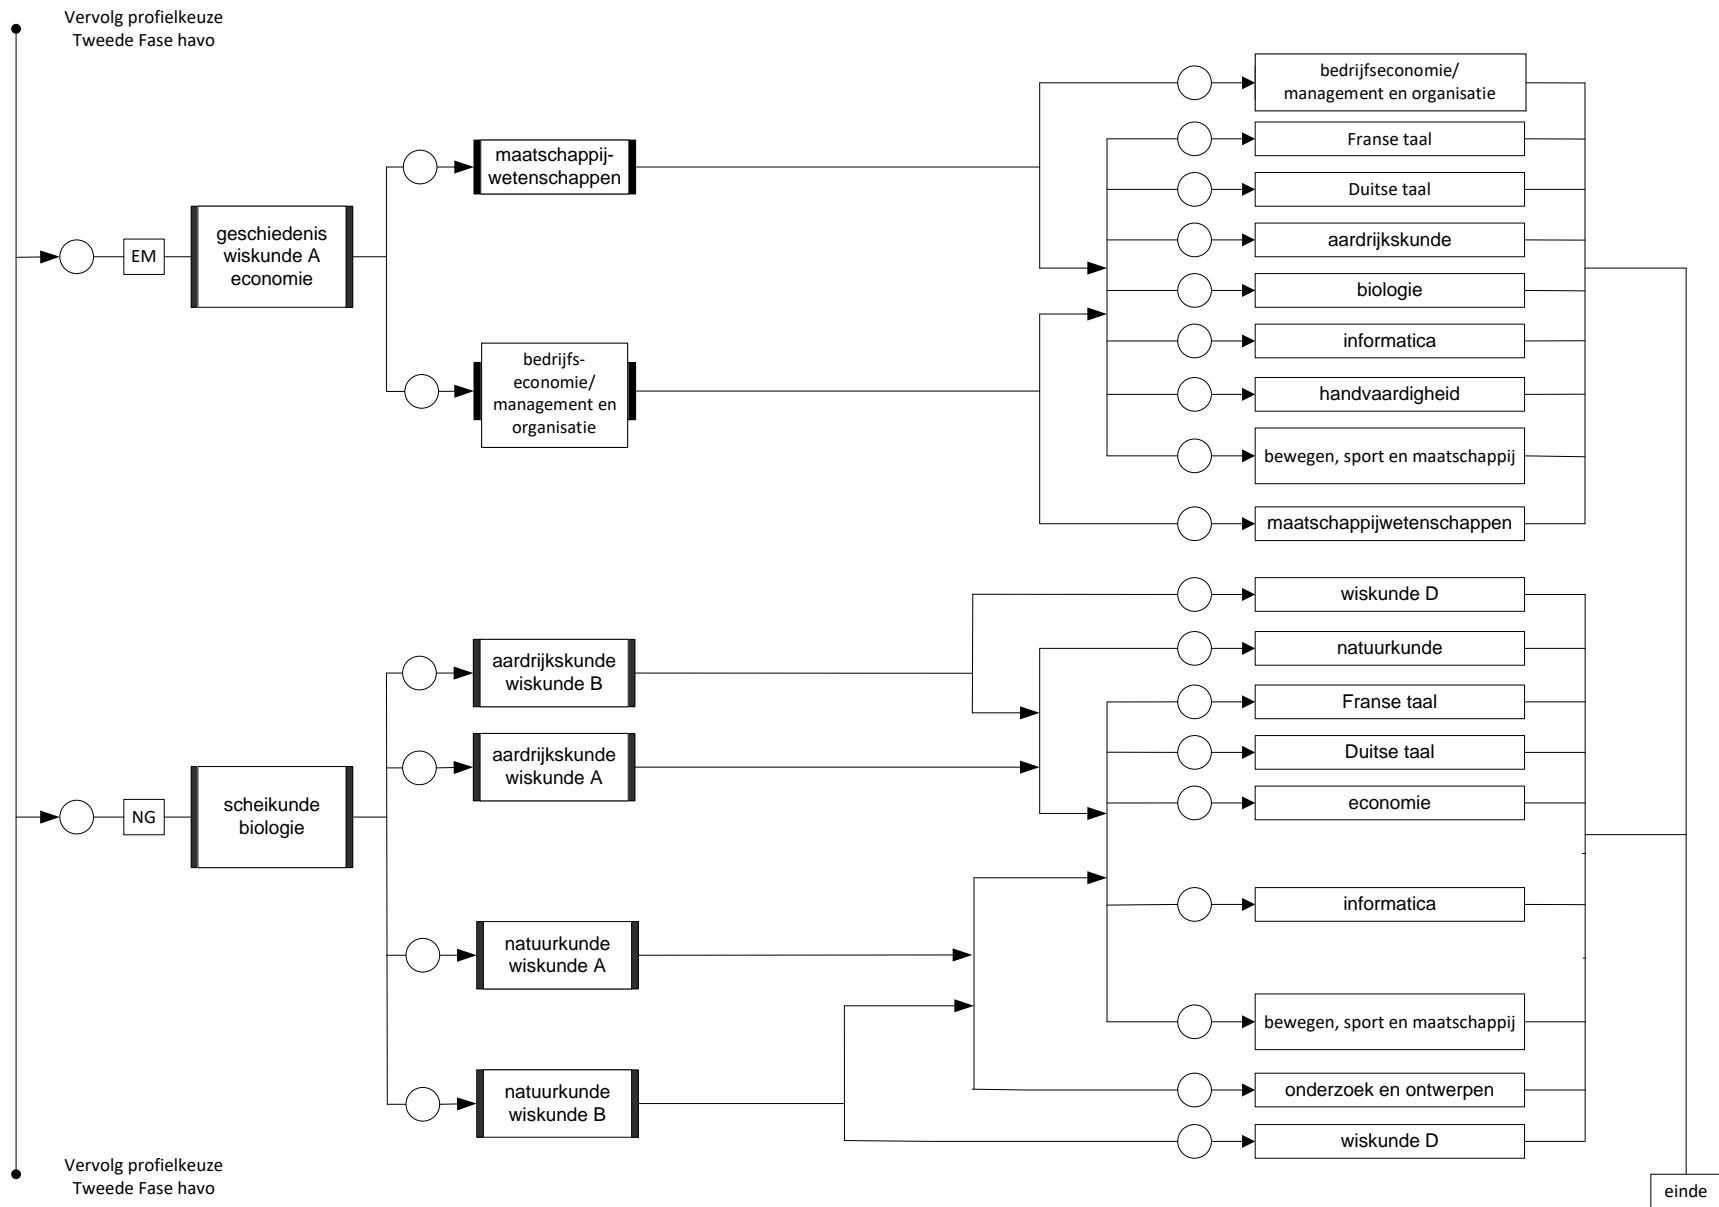 Vervolg profielkeuze
Tweede Fase havo
EM
geschiedenis
wiskunde A
economie
maatschappij-
wetenschappen
bedrijfs-
economie/
management en
organisatie
bedrijfseconomie/
management en organisatie
Franse taal
Duitse taal
aardrijkskunde
biologie
informatica
handvaardigheid
bewegen, sport en maatschappij
maatschappijwetenschappen
NG
scheikunde
biologie
aardrijkskunde
wiskunde B
aardrijkskunde
wiskunde A
natuurkunde
wiskunde A
natuurkunde
wiskunde B
wiskunde D
natuurkunde
Franse taal
Duitse taal
economie
informatica
bewegen, sport en maatschappij
onderzoek en ontwerpen
wiskunde D
Vervolg profielkeuze
Tweede Fase havo
einde